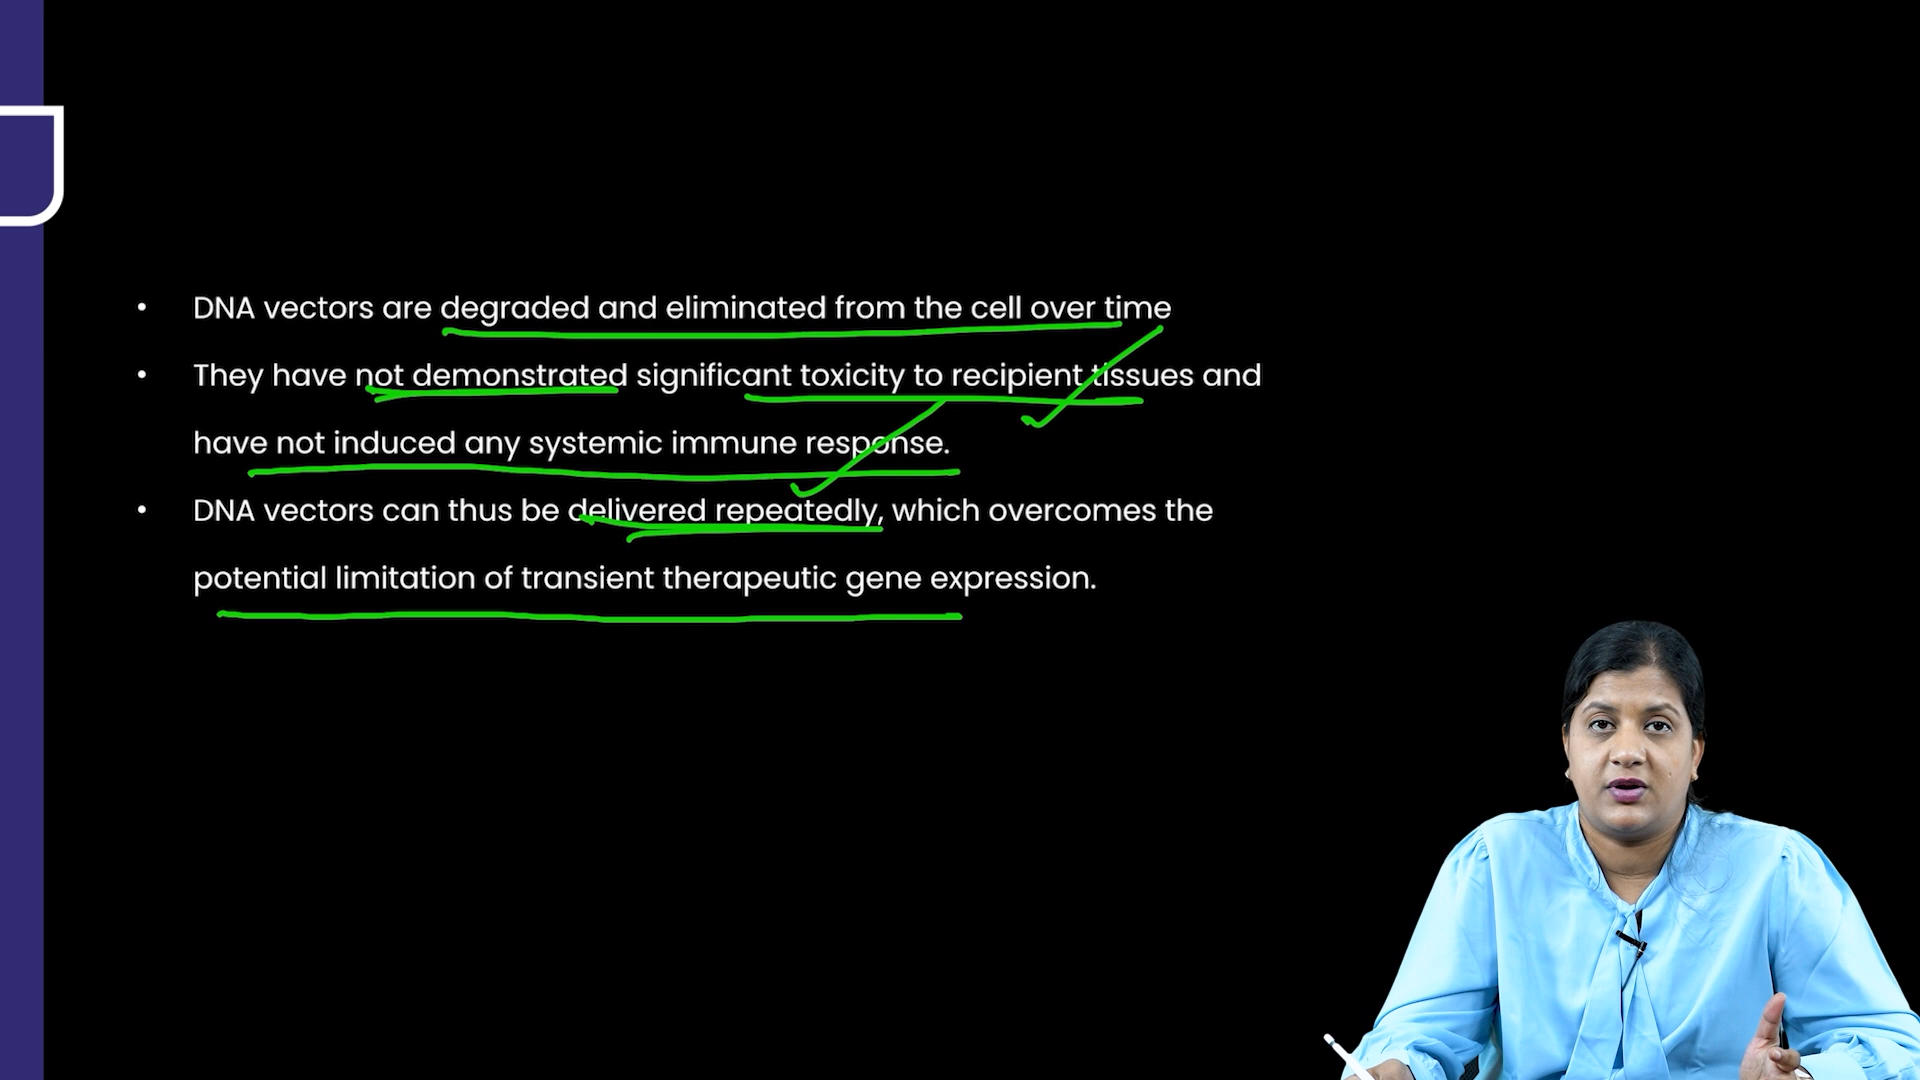 • DNA vectors are degraded and eliminated from the cell over time
• They have not demonstrated significant toxicity to recipient tissues and
have not induced any systemic immune response.
• DNA vectors can thus be delivered repeatedly, which overcomes the
potential limitation of transient therapeutic gene expression.